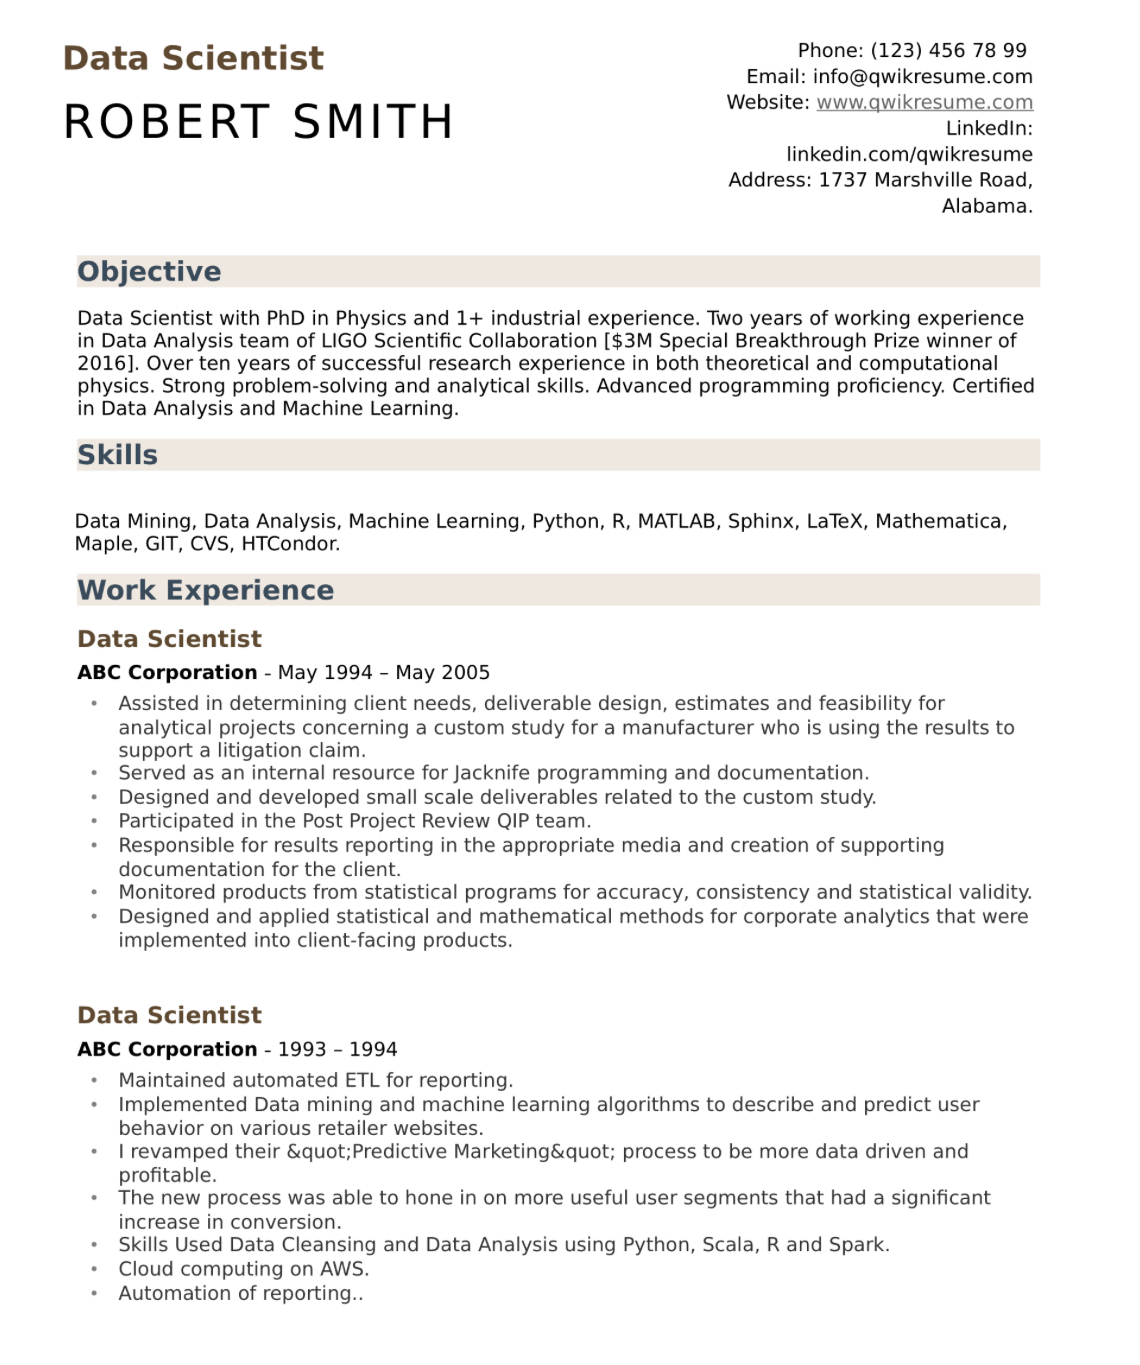 Data Scientist
ROBERT SMITH
Phone: (123) 456 78 99
Email: info@qwikresume.com
Website: www.qwikresume.com
LinkedIn:
linkedin.com/qwikresume
Address: 1737 Marshville Road,
Alabama.
Objective
Data Scientist with PhD in Physics and 1+ industrial experience. Two years of working experience
in Data Analysis team of LIGO Scientific Collaboration [$3M Special Breakthrough Prize winner of
2016]. Over ten years of successful research experience in both theoretical and computational
physics. Strong problem-solving and analytical skills. Advanced programming proficiency. Certified
in Data Analysis and Machine Learning.
Skills
Data Mining, Data Analysis, Machine Learning, Python, R, MATLAB, Sphinx, LaTeX, Mathematica,
Maple, GIT, CVS, HTCondor.
Work Experience
Data Scientist
ABC Corporation - May 1994 – May 2005
• Assisted in determining client needs, deliverable design, estimates and feasibility for
analytical projects concerning a custom study for a manufacturer who is using the results to
support a litigation claim.
• Served as an internal resource for Jacknife programming and documentation.
• Designed and developed small scale deliverables related to the custom study.
• Participated in the Post Project Review QIP team.
• Responsible for results reporting in the appropriate media and creation of supporting
documentation for the client.
• Monitored products from statistical programs for accuracy, consistency and statistical validity.
• Designed and applied statistical and mathematical methods for corporate analytics that were
implemented into client-facing products.
Data Scientist
ABC Corporation - 1993 – 1994
• Maintained automated ETL for reporting.
• Implemented Data mining and machine learning algorithms to describe and predict user
behavior on various retailer websites.
• I revamped their &quot;Predictive Marketing&quot; process to be more data driven and
profitable.
• The new process was able to hone in on more useful user segments that had a significant
increase in conversion.
• Skills Used Data Cleansing and Data Analysis using Python, Scala, R and Spark.
• Cloud computing on AWS.
• Automation of reporting..